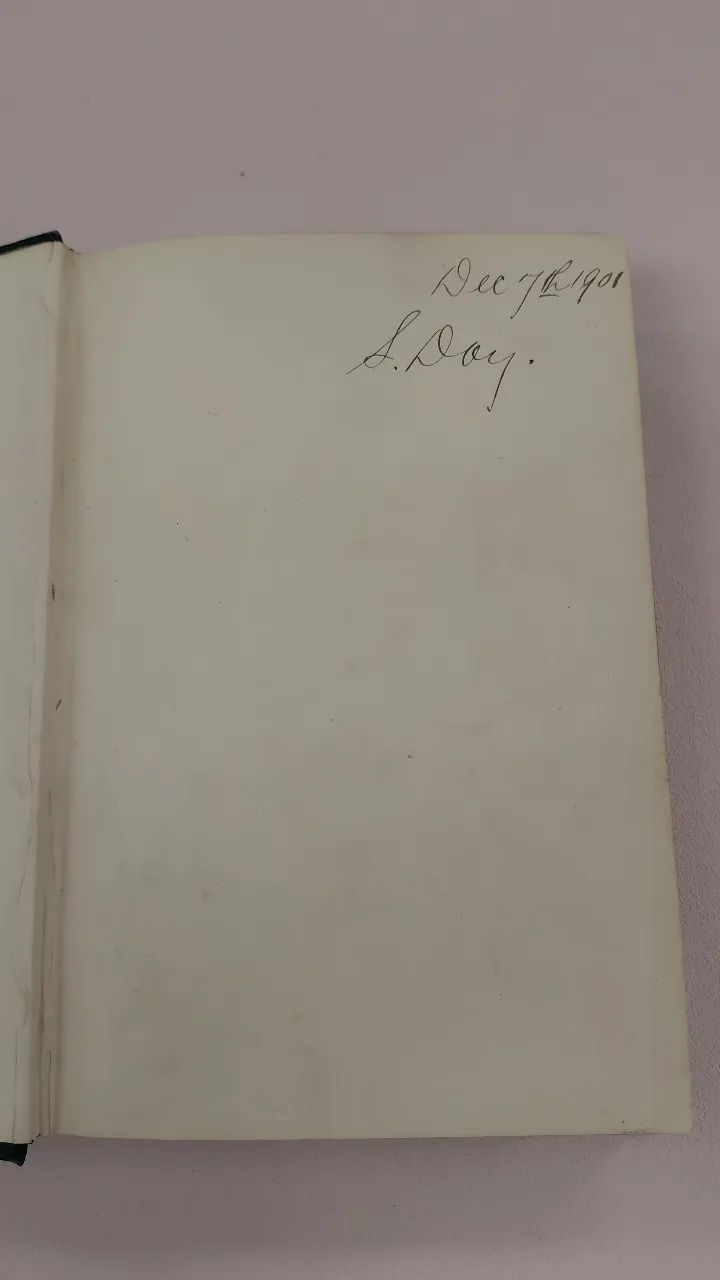 Dec 7th 1901
S. Day.